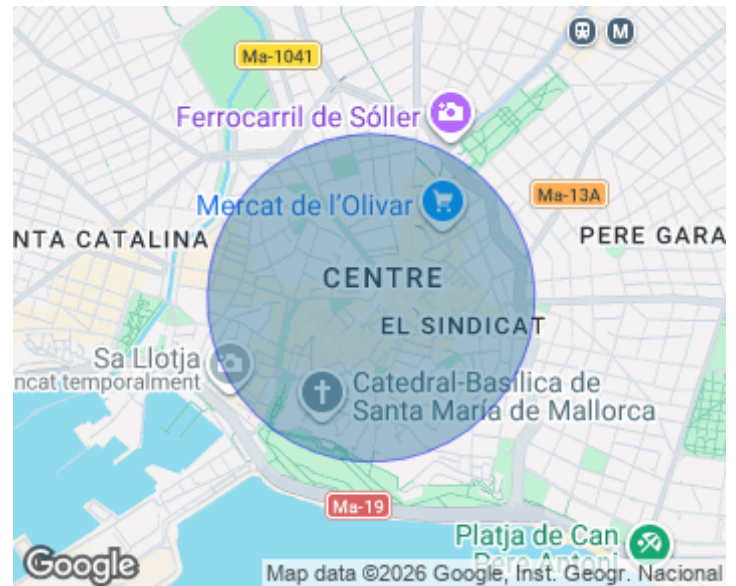 Ma-1041
M
Ferrocarril de Sóller
Mercat de l'Olivar
Ma-13A
NTA CATALINA
PERE GARA
CENTRE
EL SINDICAT
Sa Llotja
ncat temporalment
Catedral-Basílica de
Santa María de Mallorca
Ma-19
Platja de Can
Pere Antoni
Google
Map data ©2026 Google, Inst. Geogr. Nacional